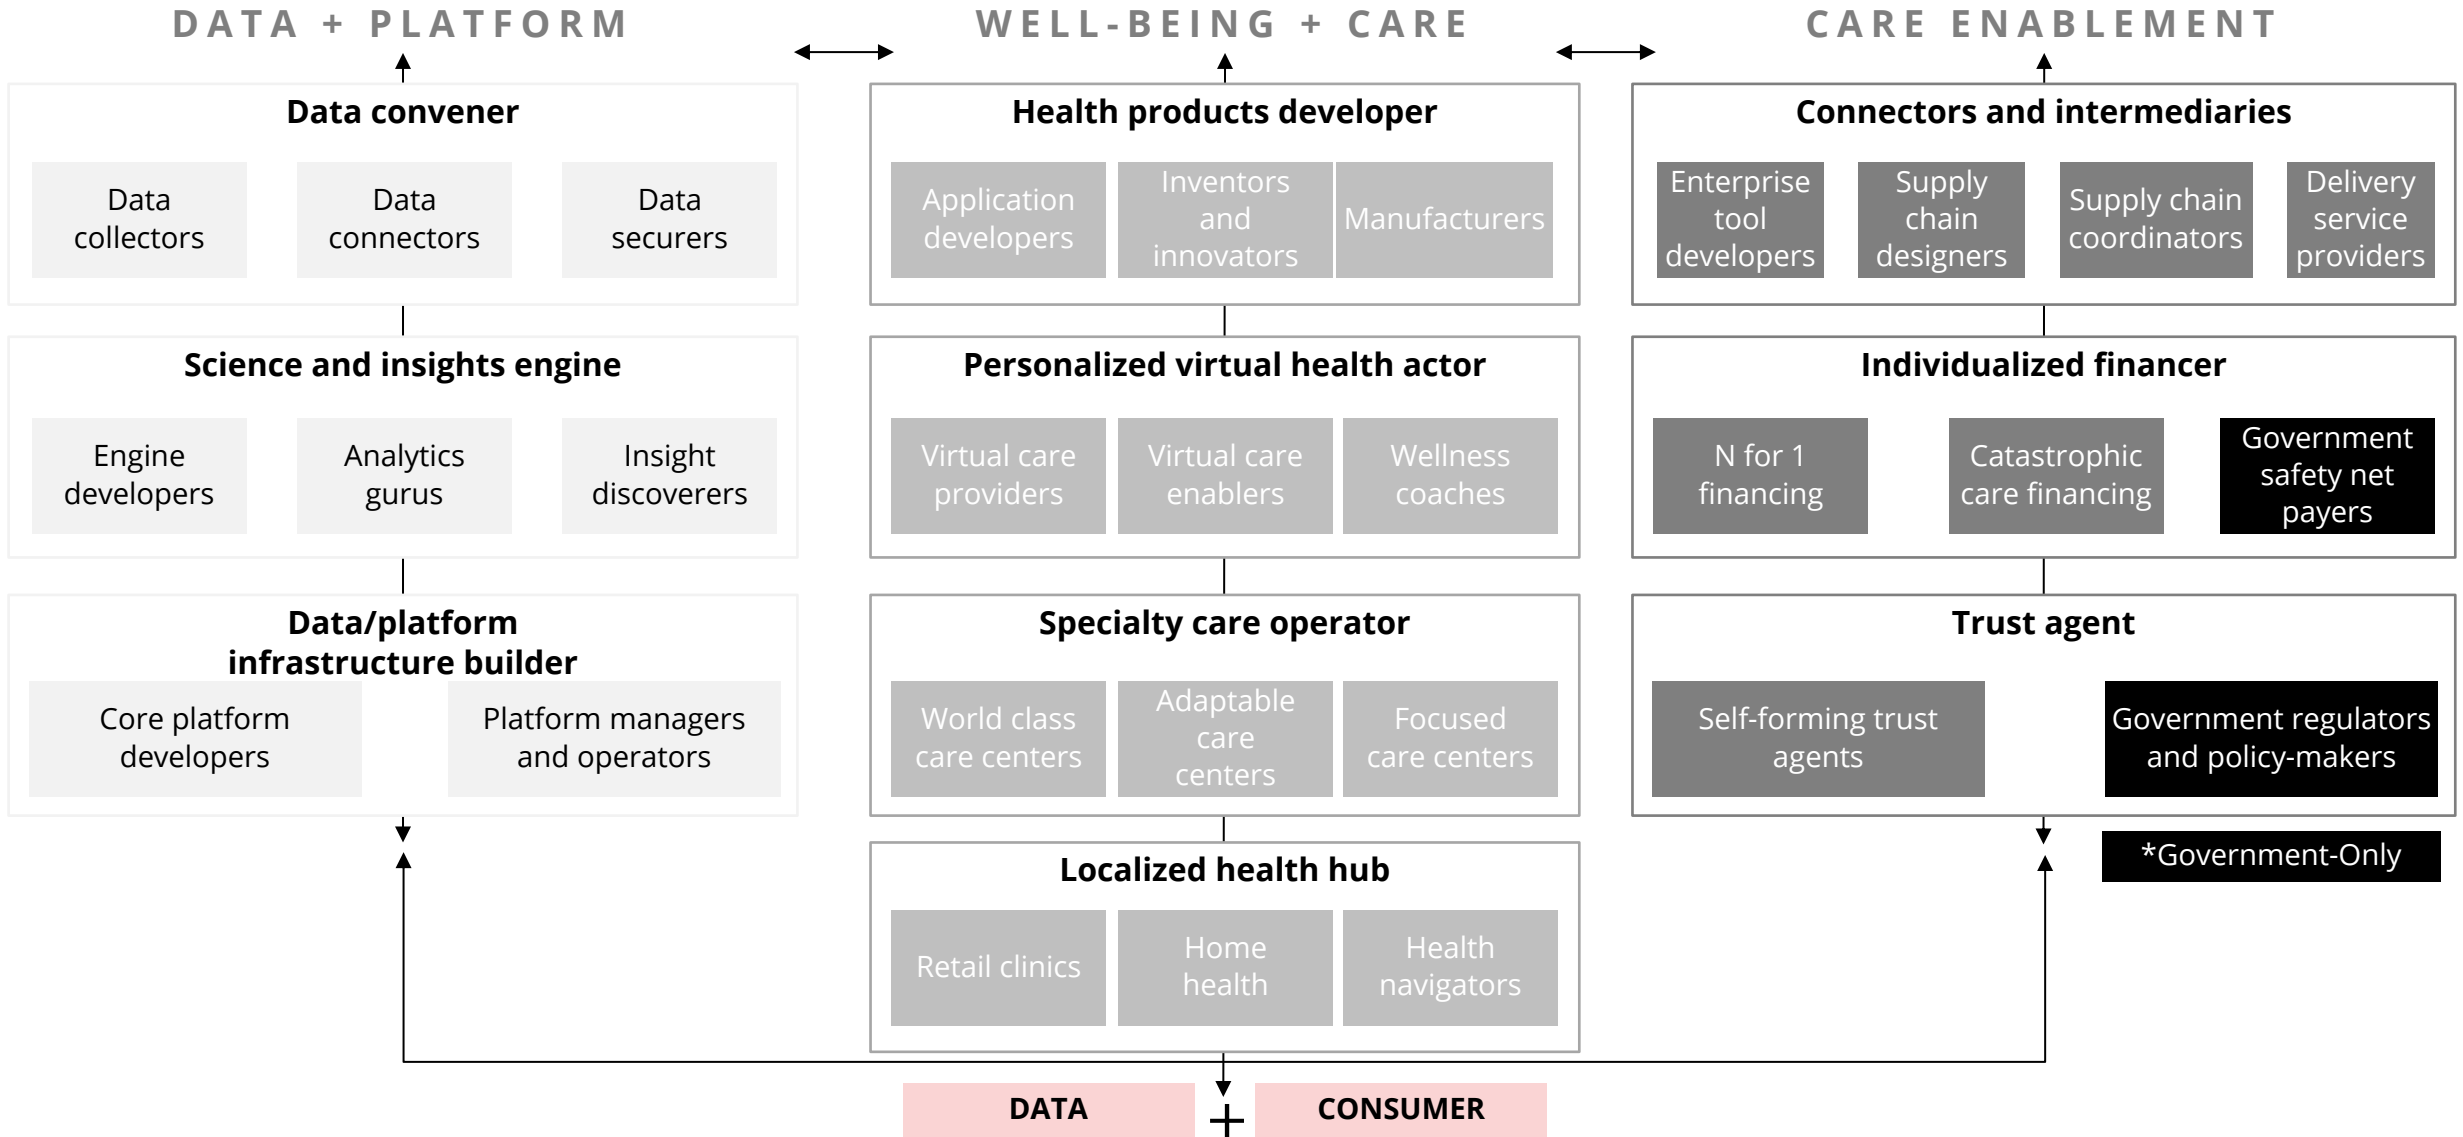 DATA + PLATFORM
WELL-BEING + CARE
CARE ENABLEMENT
Data convener
Data
collectors
Data
connectors
Data
securers
Science and insights engine
Engine
developers
Analytics
gurus
Insight
discoverers
Data/platform
infrastructure builder
Core platform
developers
Platform managers
and operators
Health products developer
Application
developers
Inventors
and
innovators
Manufacturers
Personalized virtual health actor
Virtual care
providers
Virtual care
enablers
Wellness
coaches
Specialty care operator
World class
care centers
Adaptable
care
centers
Focused
care centers
Localized health hub
Retail clinics
Home
health
Health
navigators
Connectors and intermediaries
Enterprise
tool
developers
Supply
chain
designers
Supply chain
coordinators
Delivery
service
providers
Individualized financer
N for 1
financing
Catastrophic
care financing
Government
safety net
payers
Trust agent
Self-forming trust
agents
Government regulators
and policy-makers
*Government-Only
DATA
+
CONSUMER